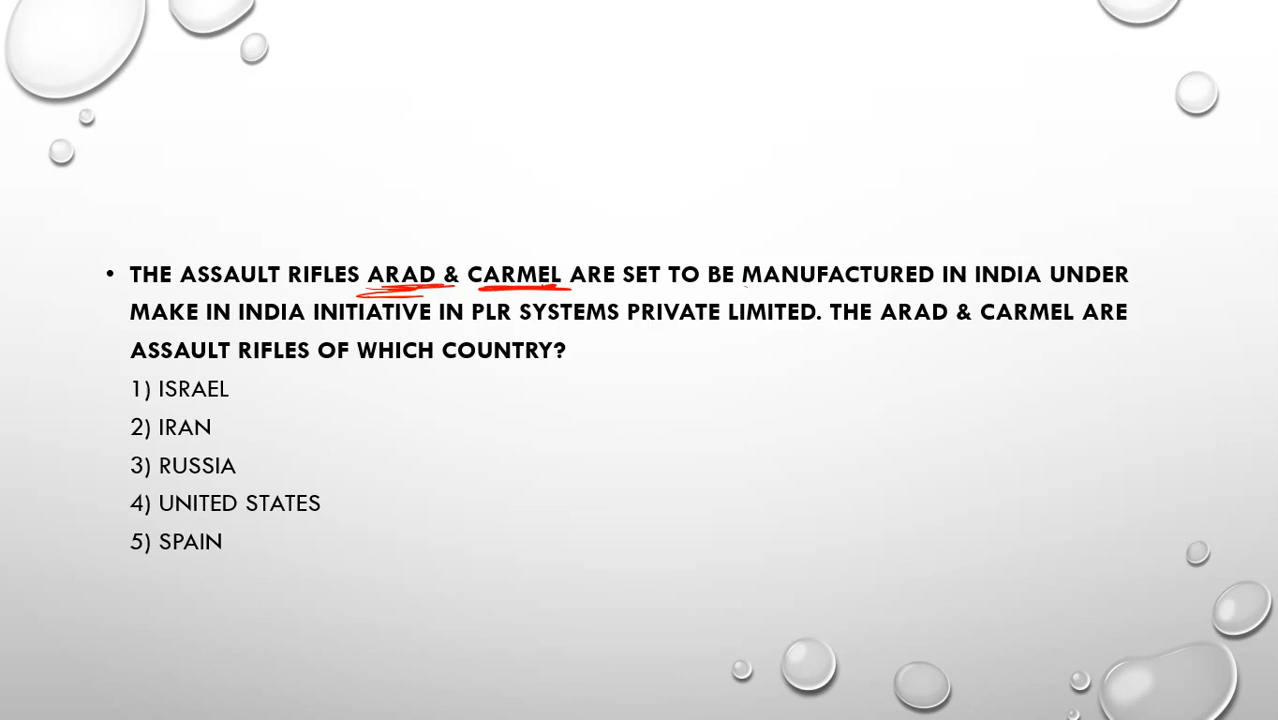 • THE ASSAULT RIFLES ARAD & CARMEL ARE SET TO BE MANUFACTURED IN INDIA UNDER
MAKE IN INDIA INITIATIVE IN PLR SYSTEMS PRIVATE LIMITED. THE ARAD & CARMEL ARE
ASSAULT RIFLES OF WHICH COUNTRY?
1) ISRAEL
2) IRAN
3) RUSSIA
4) UNITED STATES
5) SPAIN